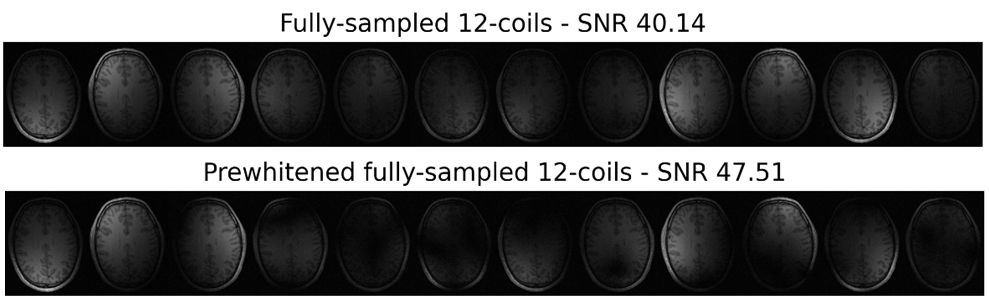 Fully-sampled 12-coils - SNR 40.14
Prewhitened fully-sampled 12-coils - SNR 47.51